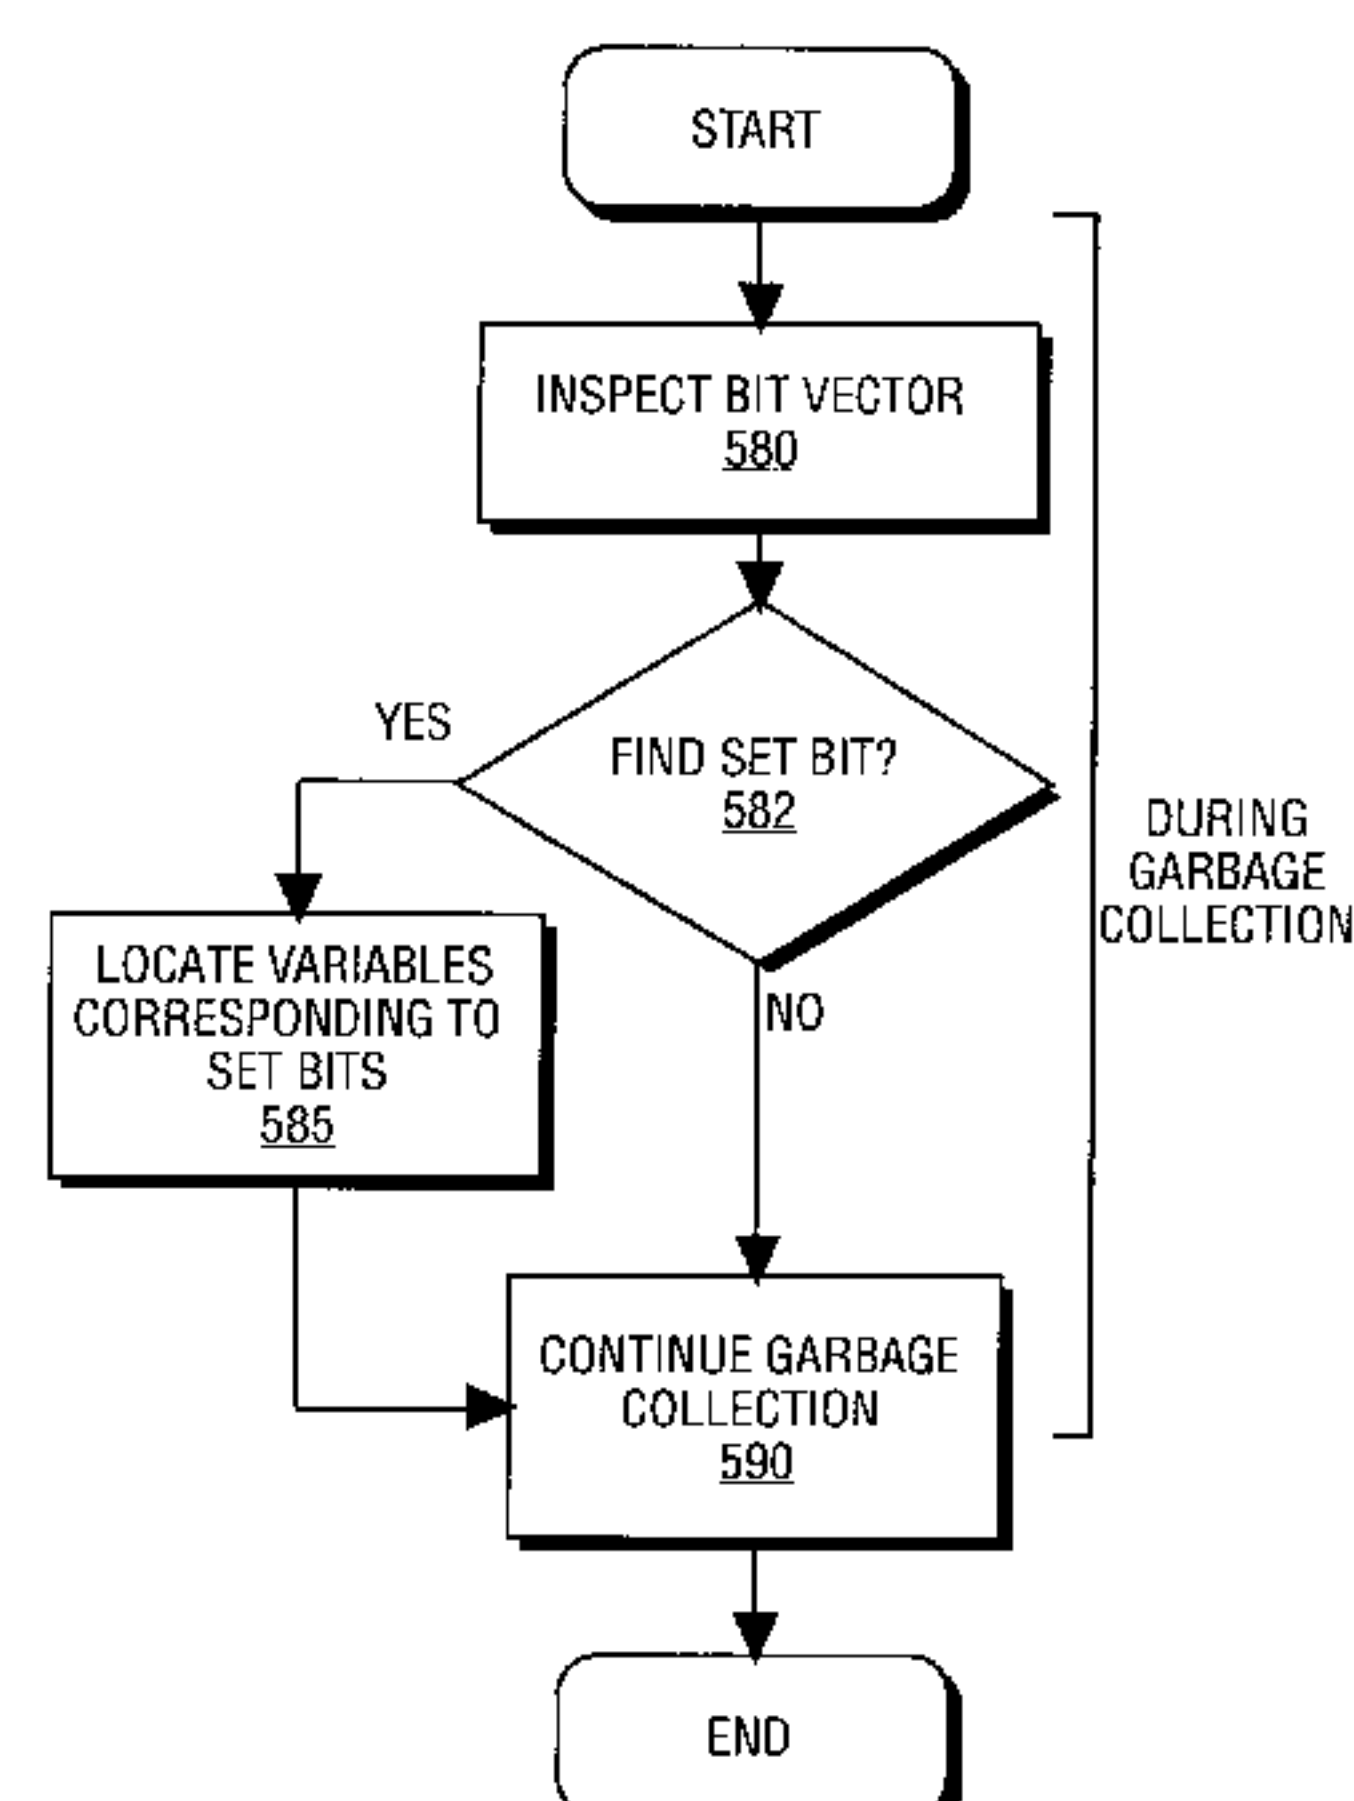 START
INSPECT BIT VECTOR
580
YES
FIND SET BIT?
582
DURING
GARBAGE
COLLECTION
LOCATE VARIABLES
CORRESPONDING TO
SET BITS
585
NO
CONTINUE GARBAGE
COLLECTION
590
END